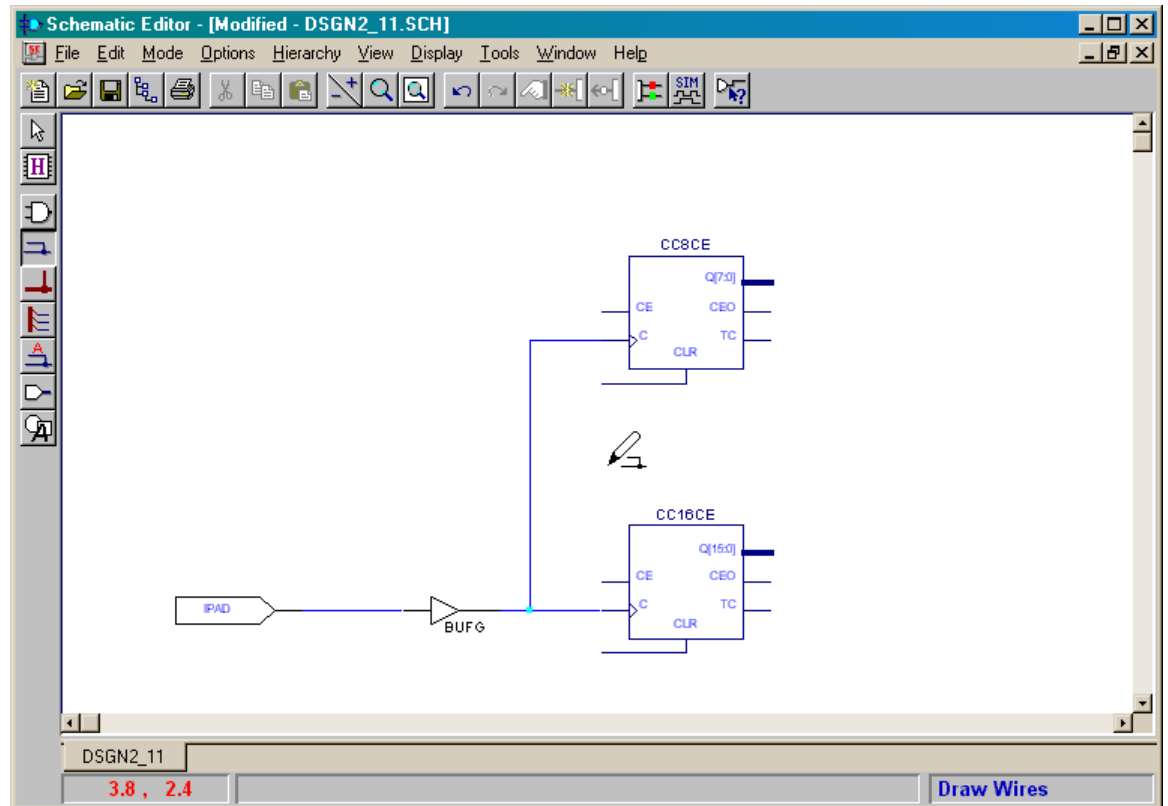 Schematic Editor - [Modified - DSGN2_11.SCH]
File Edit Mode Options Hierarchy View Display Tools Window Help
SIM
H
A
A
CC8CE
Q[7:0]
CE CEO
C TC
CLR
CC16CE
Q[15:0]
CE CEO
IPAD C TC
BUFG CLR
DSGN2_11
3.8 , 2.4 Draw Wires